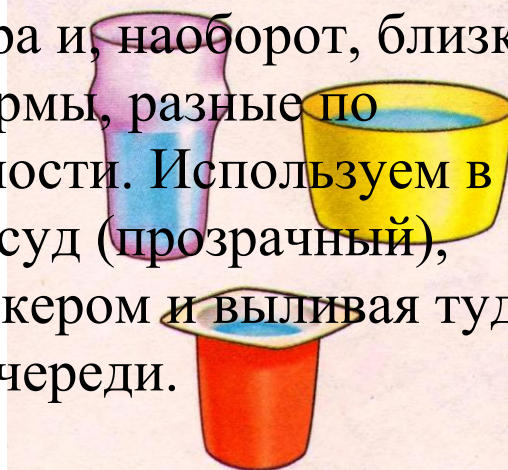 ра и, наоборот, близк
рмы, разные по
ности. Используем в
суд (прозрачный),
кером и выливая туд
череди.